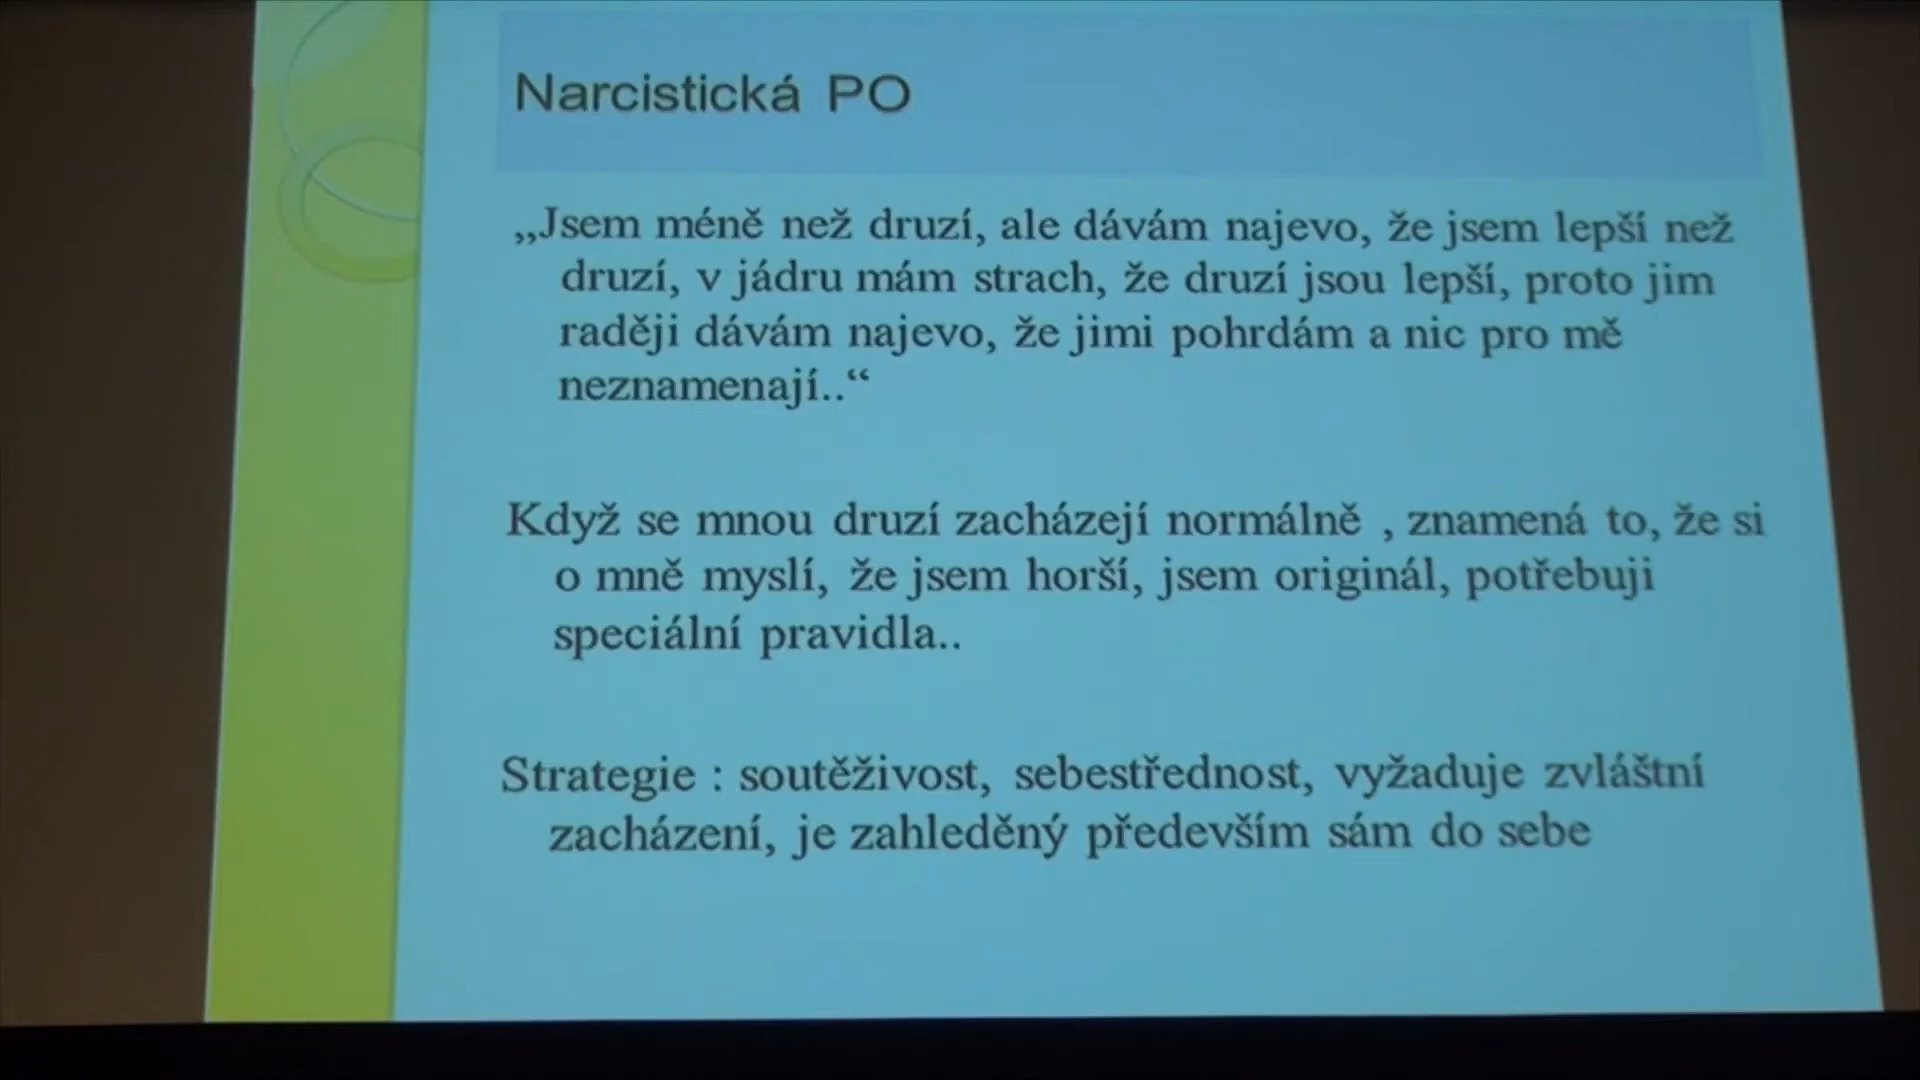 Narcistická PO
„Jsem méně než druzí, ale dávám najevo, že jsem lepší než
druzí, v jádru mám strach, že druzí jsou lepší, proto jim
raději dávám najevo, že jimi pohrdám a nic pro mě
neznamenají..“
Když se mnou druzí zacházejí normálně , znamená to, že si
o mně myslí, že jsem horší, jsem originál, potřebuji
speciální pravidla..
Strategie : soutěživost, sebestřednost, vyžaduje zvláštní
zacházení, je zahleděný především sám do sebe